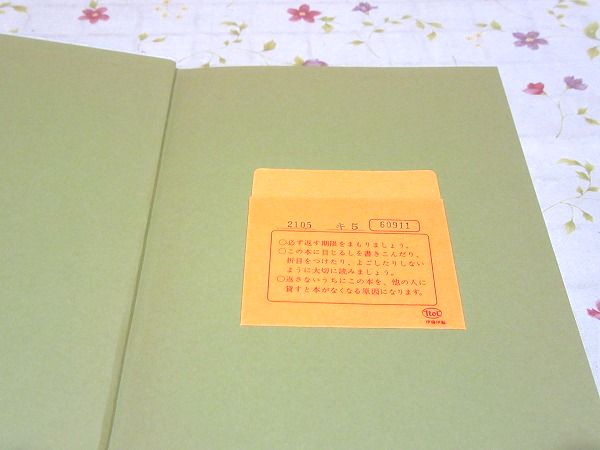 2105 キ5 60911
○必ず返す期限をまもりましょう。
○この本に目じるしを書きこんだり、
折目をつけたり、よごしたりしない
ように大切に読みましょう。
○返さないうちにこの本を、他の人に
貸すと本がなくなる原因になります。
Itoi
伊藤伊